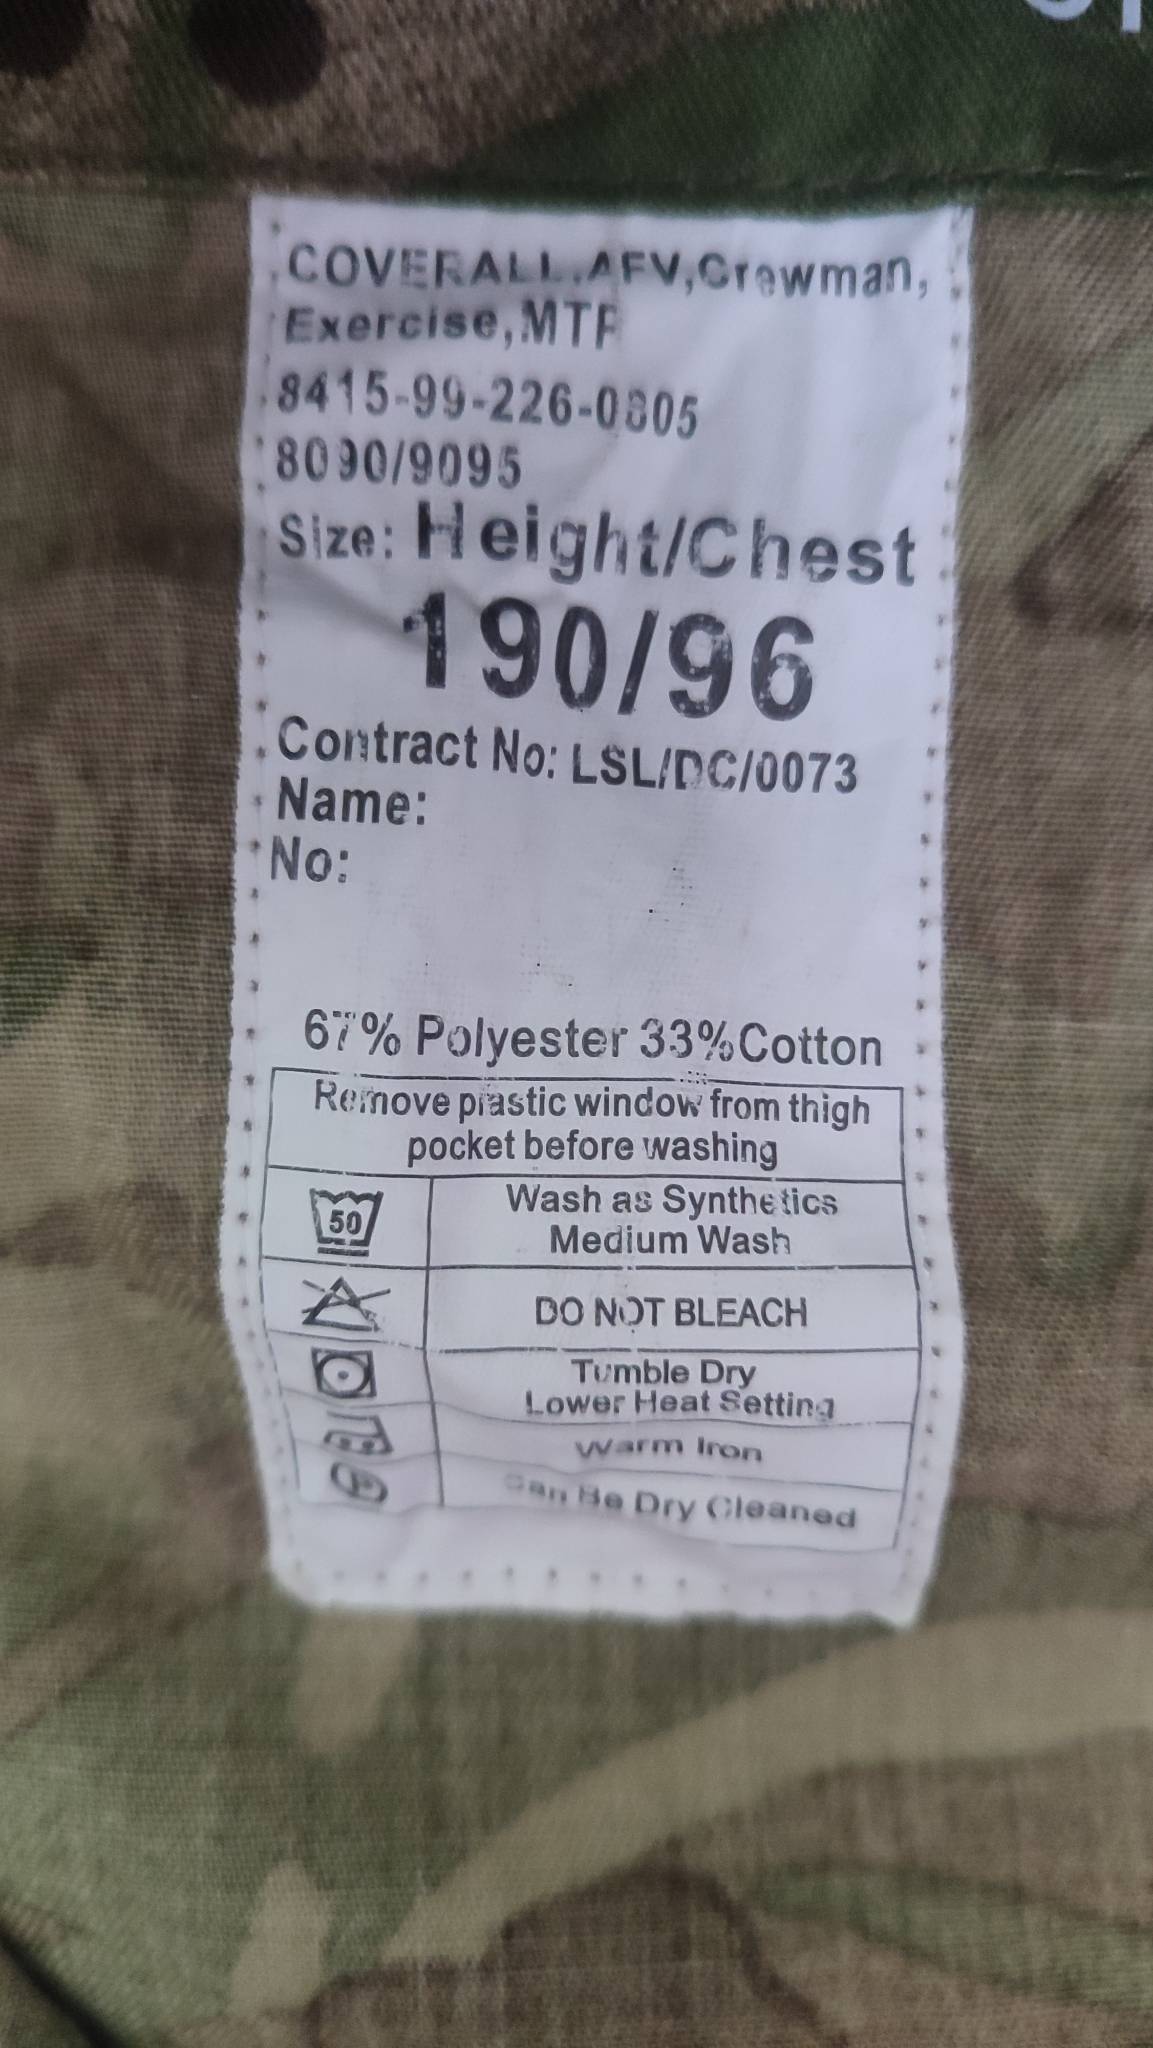 COVERALL.AFV,Crewman,
Exercise,MTP
8415-99-226-0805
8090/9095
Size: Height/Chest
190/96
Contract No: LSL/DC/0073
Name:
No:
67% Polyester 33%Cotton
Remove plastic window from thigh
pocket before washing
50
Wash as Synthetics
Medium Wash
DO NOT BLEACH
Tumble Dry
Lower Heat Setting
Warm Iron
P
Can Be Dry Cleaned